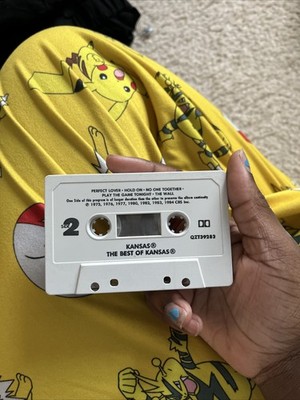 PERFECT LOVER · HOLD ON · NO ONE TOGETHER ·
PLAY THE GAME TONIGHT · THE WALL
One Side of this program is of longer duration than the other to preserve the album continuity
℗ 1975, 1976, 1977, 1980, 1982, 1983, 1984 CBS Inc.
SIDE 2
QZT39283
KANSAS®
THE BEST OF KANSAS®